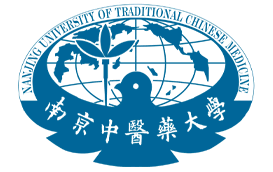 NANJING UNIVERSITY OF TRADITIONAL CHINESE MEDICINE
南京中醫藥大學